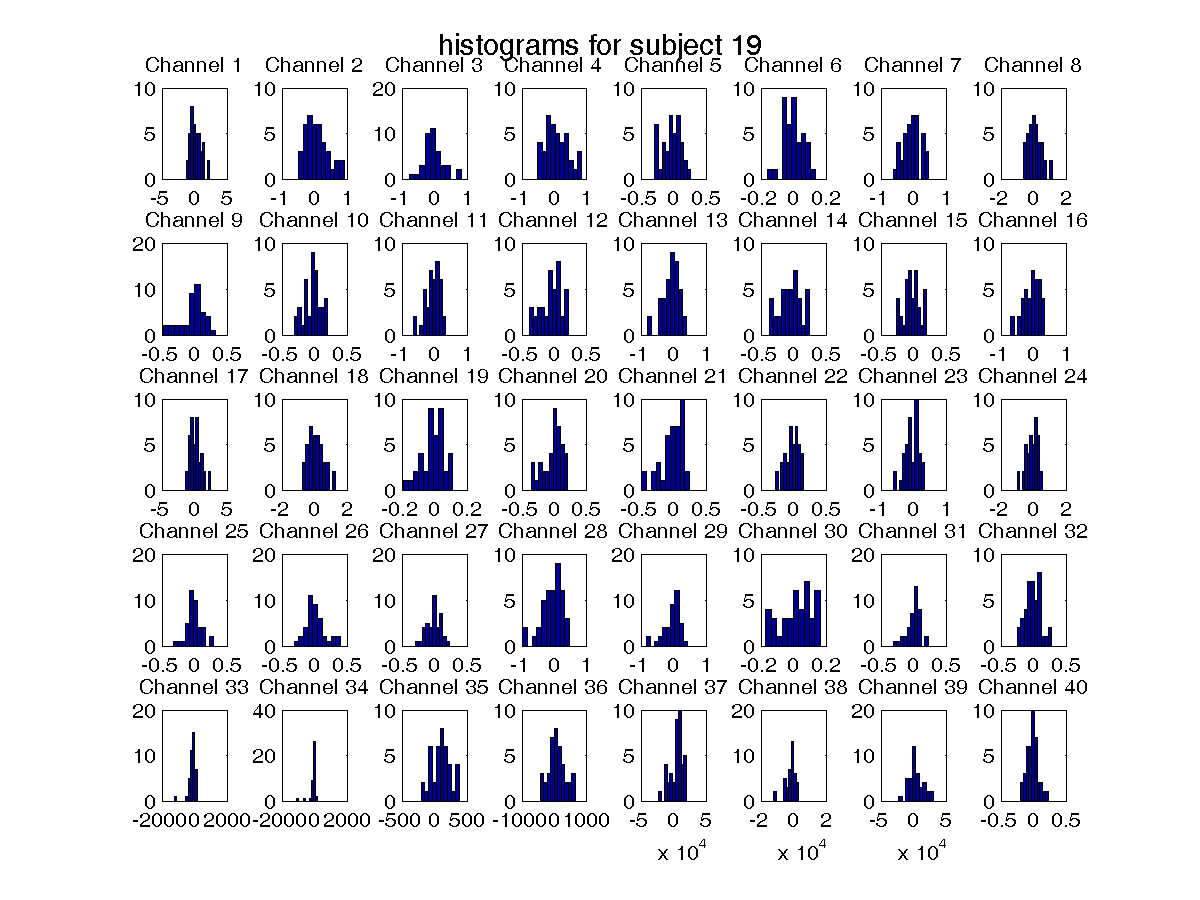 histograms for subject 19
Channel 1 Channel 2 Channel 3 Channel 4 Channel 5 Channel 6 Channel 7 Channel 8
10 10 20 10 10 10 10 10
5 5 10 5 5 5 5 5
0 0 0 0 0 0 0 0
-5 0 5 -1 0 1 -1 0 1 -1 0 1 -0.5 0 0.5 -0.2 0 0.2 -1 0 1 -2 0 2
Channel 9 Channel 10 Channel 11 Channel 12 Channel 13 Channel 14 Channel 15 Channel 16
20 10 10 10 10 10 10 10
10 5 5 5 5 5 5 5
0 0 0 0 0 0 0 0
-0.5 0 0.5 -0.5 0 0.5 -1 0 1 -0.5 0 0.5 -1 0 1 -0.5 0 0.5 -0.5 0 0.5 -1 0 1
Channel 17 Channel 18 Channel 19 Channel 20 Channel 21 Channel 22 Channel 23 Channel 24
10 10 10 10 10 10 10 10
5 5 5 5 5 5 5 5
0 0 0 0 0 0 0 0
-5 0 5 -2 0 2 -0.2 0 0.2 -0.5 0 0.5 -0.5 0 0.5 -0.5 0 0.5 -1 0 1 -2 0 2
Channel 25 Channel 26 Channel 27 Channel 28 Channel 29 Channel 30 Channel 31 Channel 32
20 20 20 10 20 10 20 10
10 10 10 5 10 5 10 5
0 0 0 0 0 0 0 0
-0.5 0 0.5 -0.5 0 0.5 -0.5 0 0.5 -1 0 1 -1 0 1 -0.2 0 0.2 -0.5 0 0.5 -0.5 0 0.5
Channel 33 Channel 34 Channel 35 Channel 36 Channel 37 Channel 38 Channel 39 Channel 40
20 40 10 10 10 20 20 10
10 20 5 5 5 10 10 5
0 0 0 0 0 0 0 0
-2000 0 2000 -2000 0 2000 -500 0 500 -1000 0 1000 -5 0 5 -2 0 2 -5 0 5 -0.5 0 0.5
x 10⁴ x 10⁴ x 10⁴